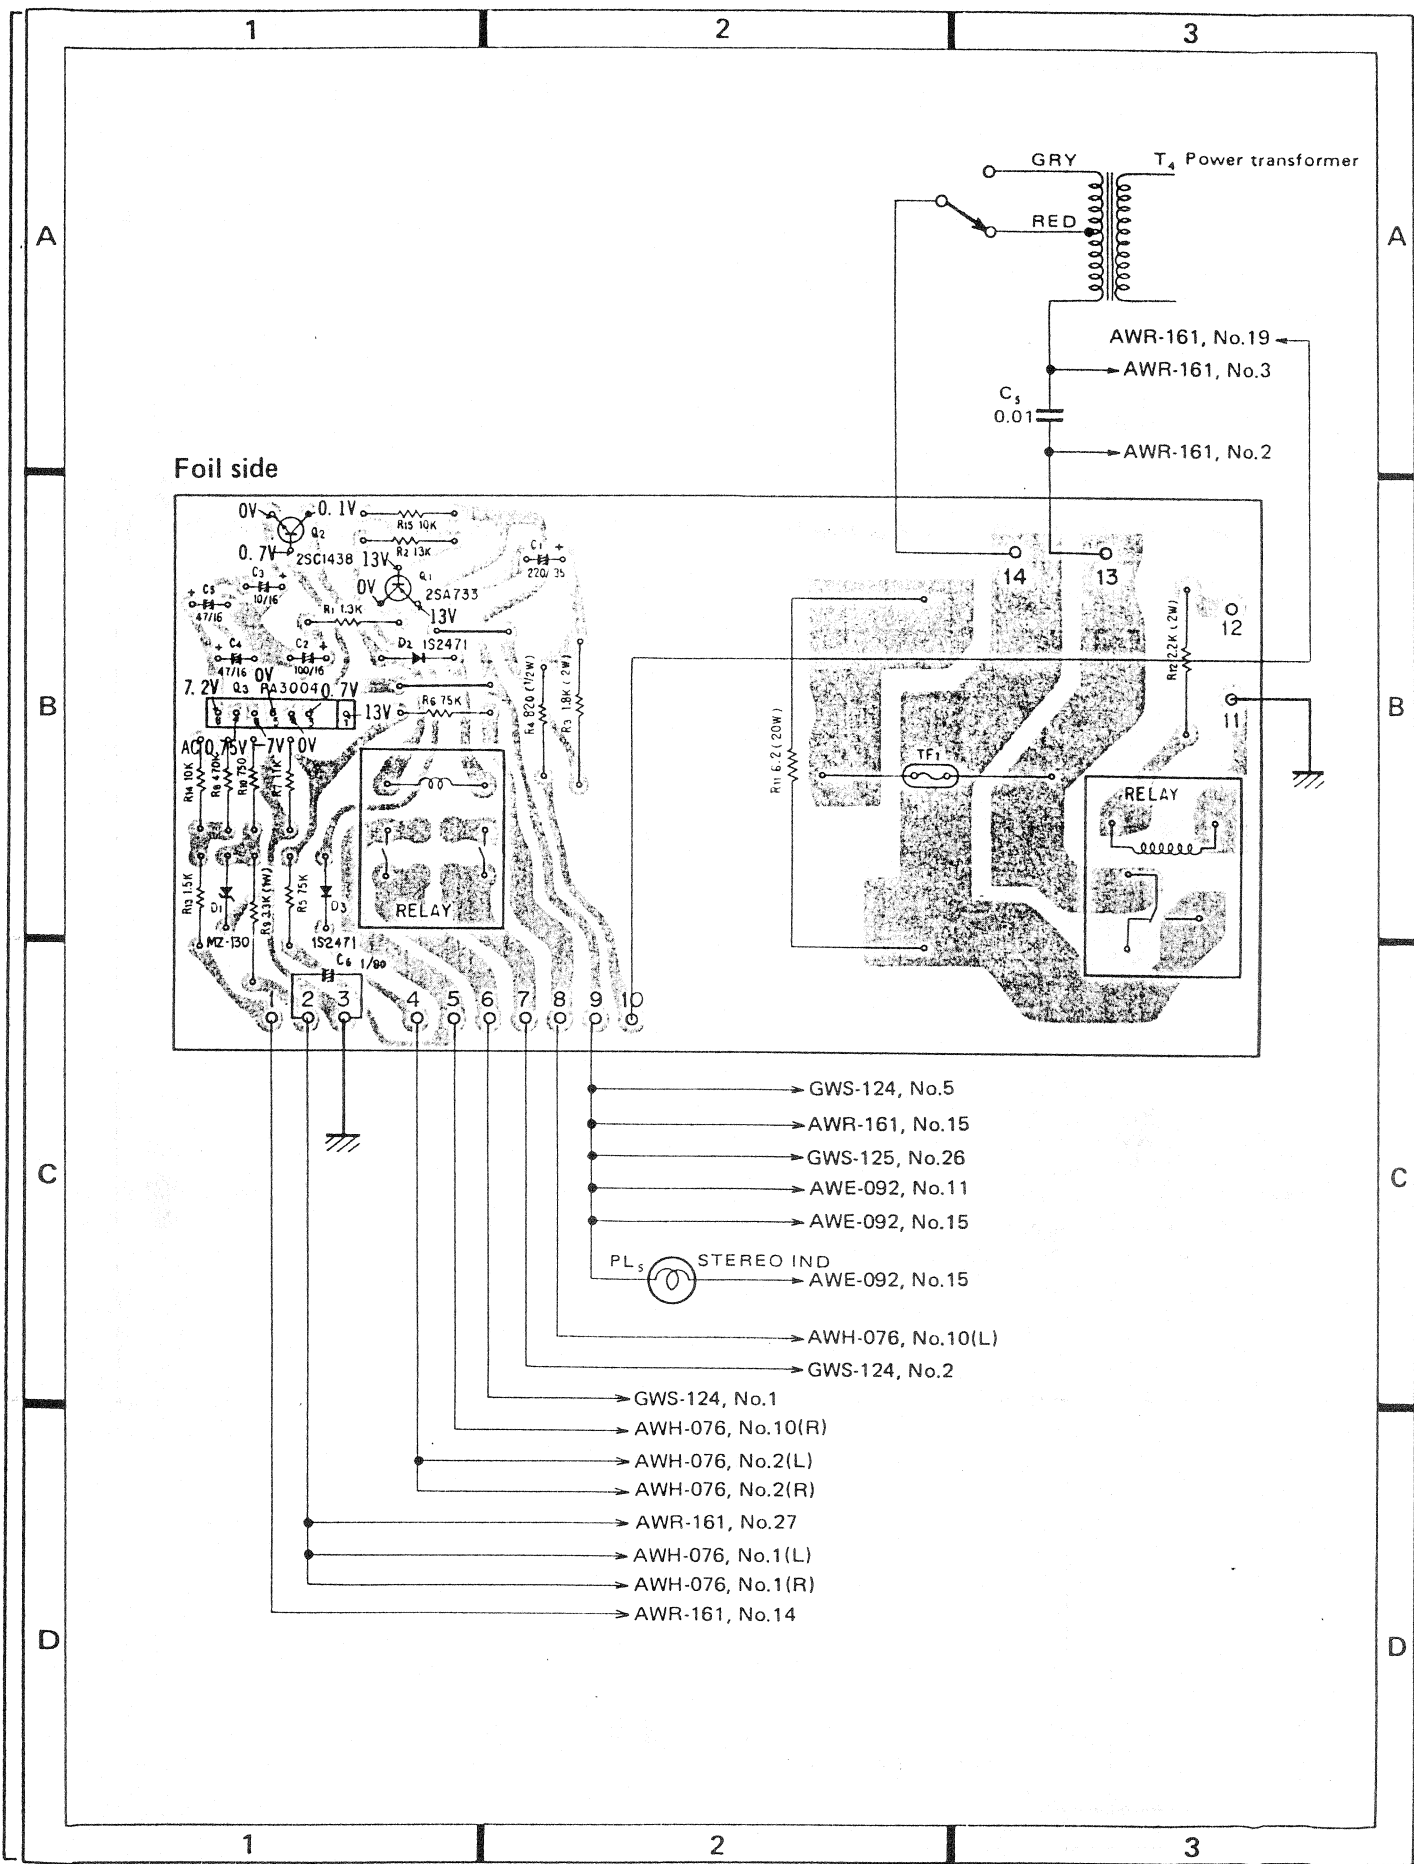 1 2 3
A A
GRY T4 Power transformer
RED
AWR-161, No.19
AWR-161, No.3
C5
0.01
AWR-161, No.2
Foil side
0V 0.1V
R15 10K
Q2
R2 13K
0.7V 2SC1438 13V
C1
220/35
14 13
C3
10/16
0V Q1
2SA733
C5
47/16
R1 1.3K
13V
12
R12 2.2K (2W)
C4
47/16
C2
100/16
D2 1S2471
0V
7.2V Q3 PA3004 0.7V
13V
R6 75K
R4 820 (1/2W)
R3 1.8K (2W)
B B
11
AC 0.75V -7V 0V
R14 10K
R8 470K
R10 750
R7 11K
R11 6.2 (20W)
TF1
RELAY
R13 1.5K
D1
R9 3.3K (1W)
R5 75K
D3
RELAY
MZ-130 1S2471
C6 1/80
1 2 3 4 5 6 7 8 9 10
GWS-124, No.5
AWR-161, No.15
GWS-125, No.26
C C
AWE-092, No.11
AWE-092, No.15
PL5 STEREO IND
AWE-092, No.15
AWH-076, No.10(L)
GWS-124, No.2
GWS-124, No.1
AWH-076, No.10(R)
AWH-076, No.2(L)
AWH-076, No.2(R)
AWR-161, No.27
AWH-076, No.1(L)
AWH-076, No.1(R)
AWR-161, No.14
D D
1 2 3